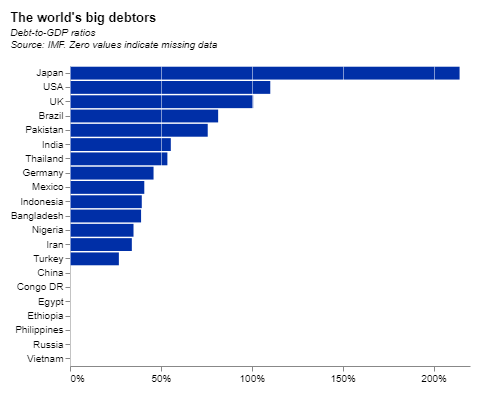 The world's big debtors
Debt-to-GDP ratios
Source: IMF. Zero values indicate missing data
Japan
USA
UK
Brazil
Pakistan
India
Thailand
Germany
Mexico
Indonesia
Bangladesh
Nigeria
Iran
Turkey
China
Congo DR
Egypt
Ethiopia
Philippines
Russia
Vietnam
0% 50% 100% 150% 200%